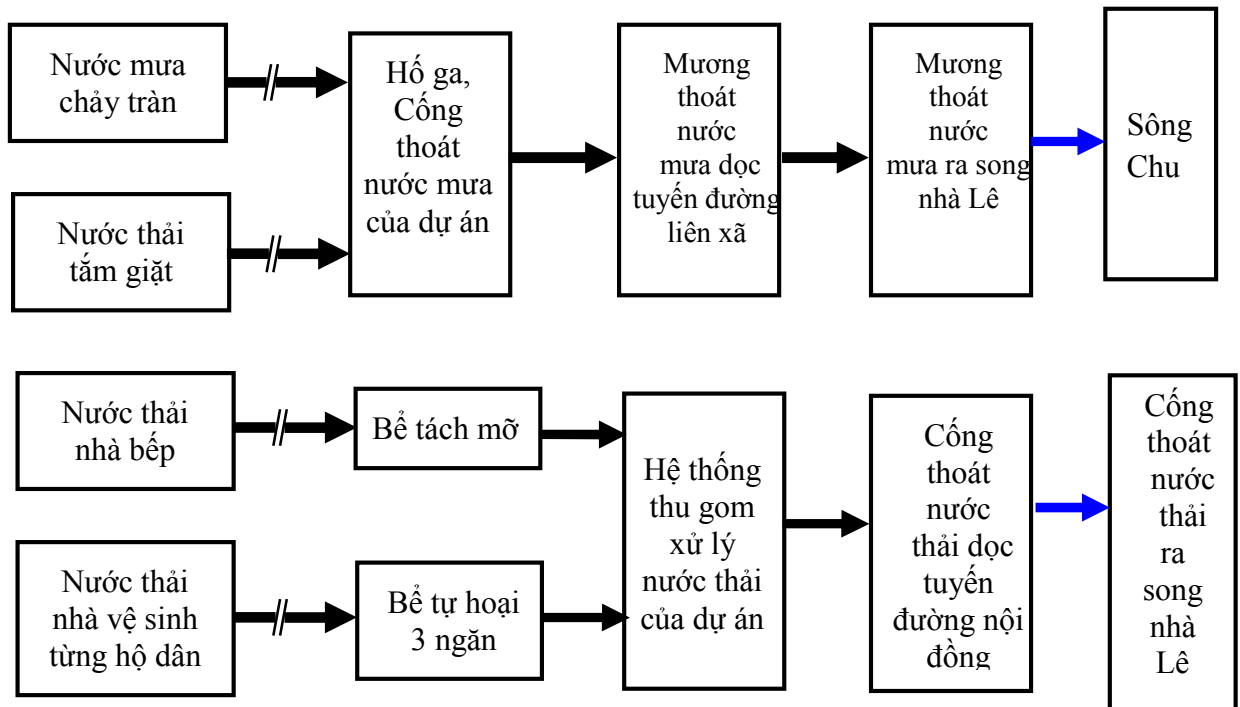 Nước mưa
chảy tràn
Hố ga,
Cống
thoát
nước mưa
của dự án
Mương
thoát
nước
mưa dọc
tuyến đường
liên xã
Mương
thoát
nước
mưa ra song
nhà Lê
Sông
Chu
Nước thải
tắm giặt
Nước thải
nhà bếp
Bể tách mỡ
Hệ thống
thu gom
xử lý
nước thải
của dự án
Cống
thoát
nước
thải dọc
tuyến
đường nội
đồng
Cống
thoát
nước
thải
ra
song
nhà
Lê
Nước thải
nhà vệ sinh
từng hộ dân
Bể tự hoại
3 ngăn